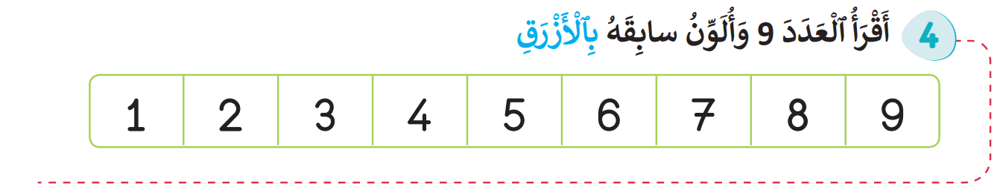 4 أَقْرَأُ ٱلْعَدَدَ 9 وَأُلَوِّنُ سابِقَهُ بِٱلْأَزْرَقِ
1 2 3 4 5 6 7 8 9